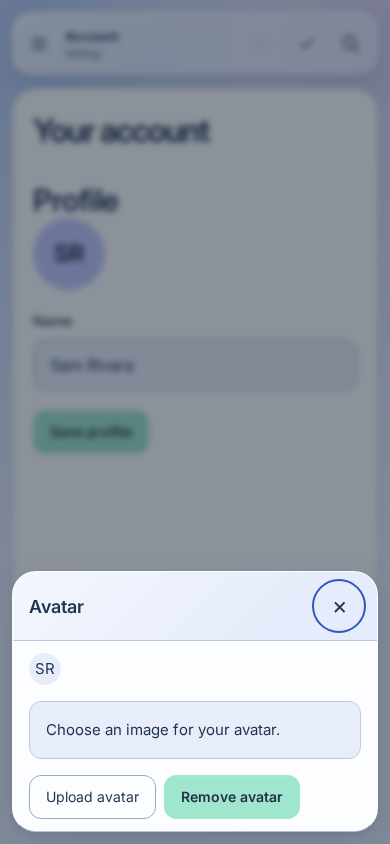 Account
Settings
Your account
Profile
SR
Name
Sam Rivera
Save profile
Avatar
SR
Choose an image for your avatar.
Upload avatar
Remove avatar